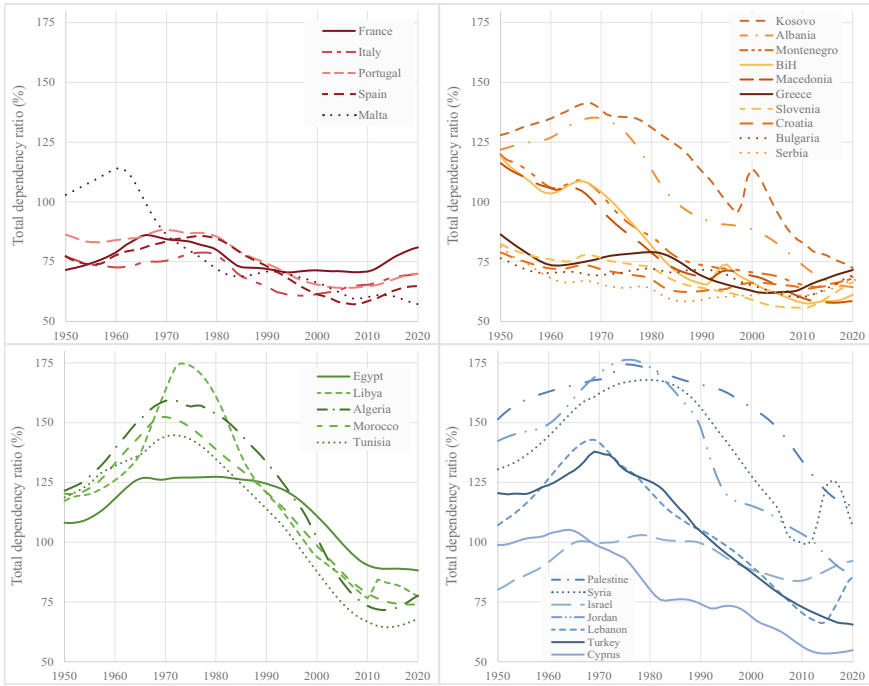 175
150
125
100
75
50
Total dependency ratio (%)
1950 1960 1970 1980 1990 2000 2010 2020
France
Italy
Portugal
Spain
Malta
175
150
125
100
75
50
Total dependency ratio (%)
1950 1960 1970 1980 1990 2000 2010 2020
Kosovo
Albania
Montenegro
BiH
Macedonia
Greece
Slovenia
Croatia
Bulgaria
Serbia
175
150
125
100
75
50
Total dependency ratio (%)
1950 1960 1970 1980 1990 2000 2010 2020
Egypt
Libya
Algeria
Morocco
Tunisia
175
150
125
100
75
50
Total dependency ratio (%)
1950 1960 1970 1980 1990 2000 2010 2020
Palestine
Syria
Israel
Jordan
Lebanon
Turkey
Cyprus